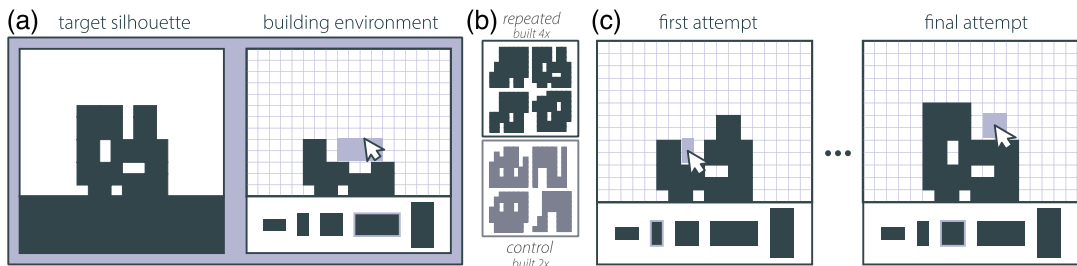 (a) target silhouette building environment
(b) repeated
built 4x
control
built 2x
(c) first attempt final attempt
•••